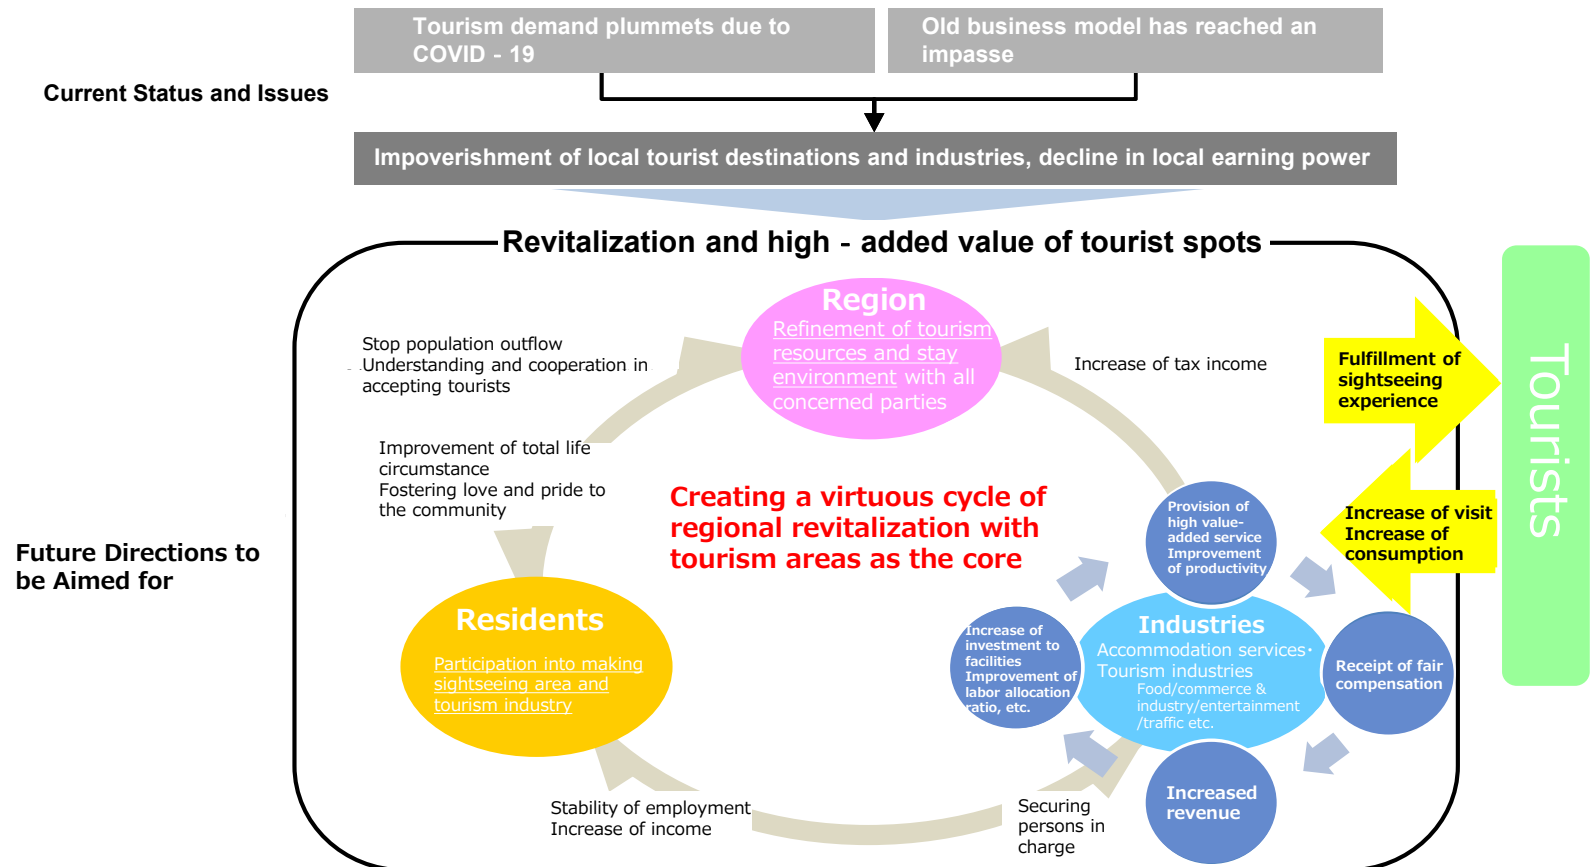 Tourism demand plummets due to
COVID - 19
Old business model has reached an
impasse
Current Status and Issues
Impoverishment of local tourist destinations and industries, decline in local earning power
Revitalization and high - added value of tourist spots
Region
Refinement of tourism
resources and stay
environment with all
concerned parties
Stop population outflow
Understanding and cooperation in
accepting tourists
Increase of tax income
Fulfillment of
sightseeing
experience
Tourists
Improvement of total life
circumstance
Fostering love and pride to
the community
Creating a virtuous cycle of
regional revitalization with
tourism areas as the core
Provision of
high value-
added service
Improvement
of productivity
Increase of visit
Increase of
consumption
Future Directions to
be Aimed for
Residents
Participation into making
sightseeing area and
tourism industry
Increase of
investment to
facilities
Improvement of
labor allocation
ratio, etc.
Industries
Accommodation services・
Tourism industries
Food/commerce &
industry/entertainment
/traffic etc.
Receipt of fair
compensation
Stability of employment
Increase of income
Securing
persons in
charge
Increased
revenue